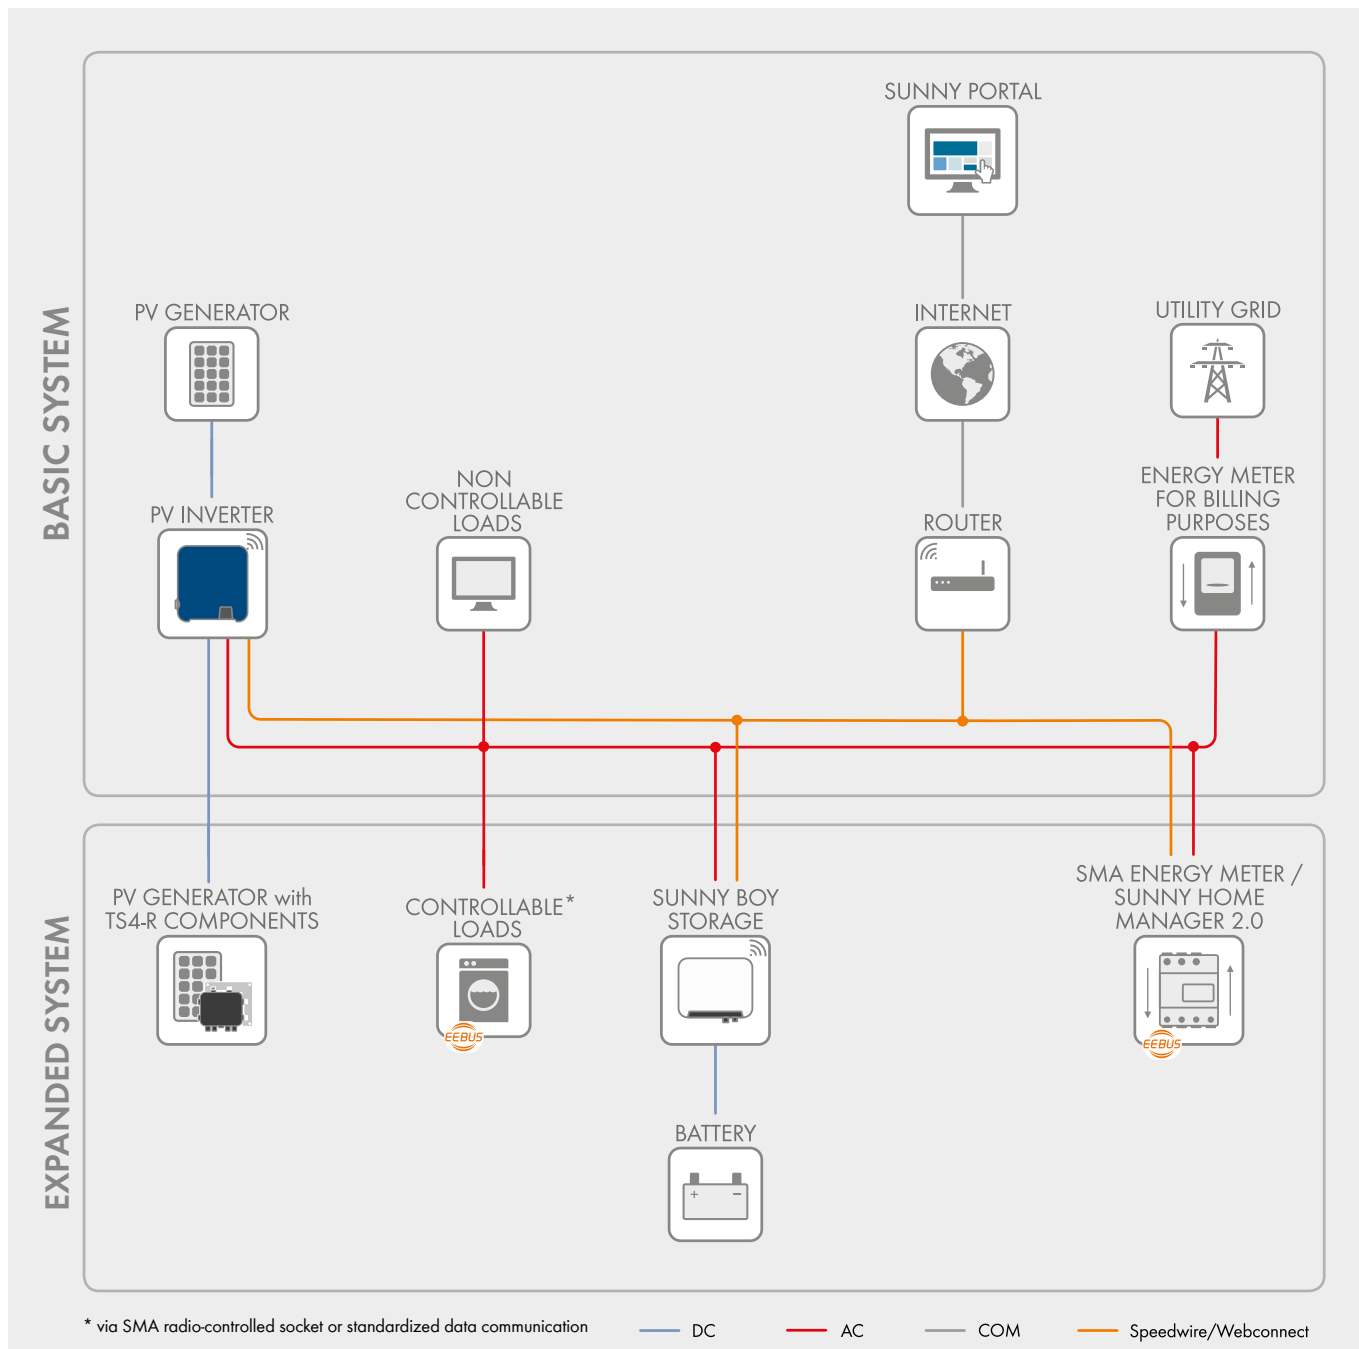 BASIC SYSTEM
SUNNY PORTAL
PV GENERATOR
INTERNET
UTILITY GRID
PV INVERTER
NON
CONTROLLABLE
LOADS
ROUTER
ENERGY METER
FOR BILLING
PURPOSES
EXPANDED SYSTEM
PV GENERATOR with
TS4-R COMPONENTS
CONTROLLABLE*
LOADS
EEBUS
SUNNY BOY
STORAGE
SMA ENERGY METER /
SUNNY HOME
MANAGER 2.0
EEBUS
BATTERY
+ −
* via SMA radio-controlled socket or standardized data communication
DC
AC
COM
Speedwire/Webconnect